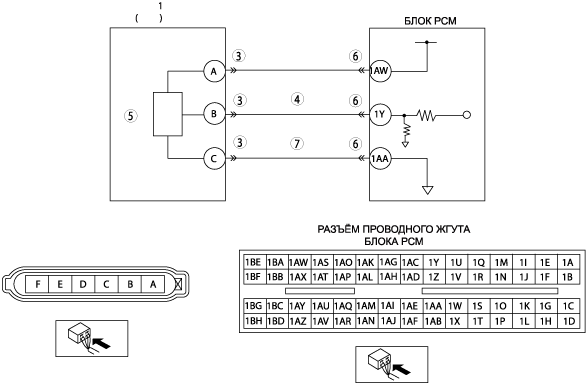 1
( )
БЛОК PCM
3
6
A
1AW
3
4
6
5
B
1Y
3
7
6
C
1AA
РАЗЪЁМ ПРОВОДНОГО ЖГУТА
БЛОКА PCM
1BE 1BA 1AW 1AS 1AO 1AK 1AG 1AC 1Y 1U 1Q 1M 1I 1E 1A
1BF 1BB 1AX 1AT 1AP 1AL 1AH 1AD 1Z 1V 1R 1N 1J 1F 1B
F E D C B A
1BG 1BC 1AY 1AU 1AQ 1AM 1AI 1AE 1AA 1W 1S 1O 1K 1G 1C
1BH 1BD 1AZ 1AV 1AR 1AN 1AJ 1AF 1AB 1X 1T 1P 1L 1H 1D